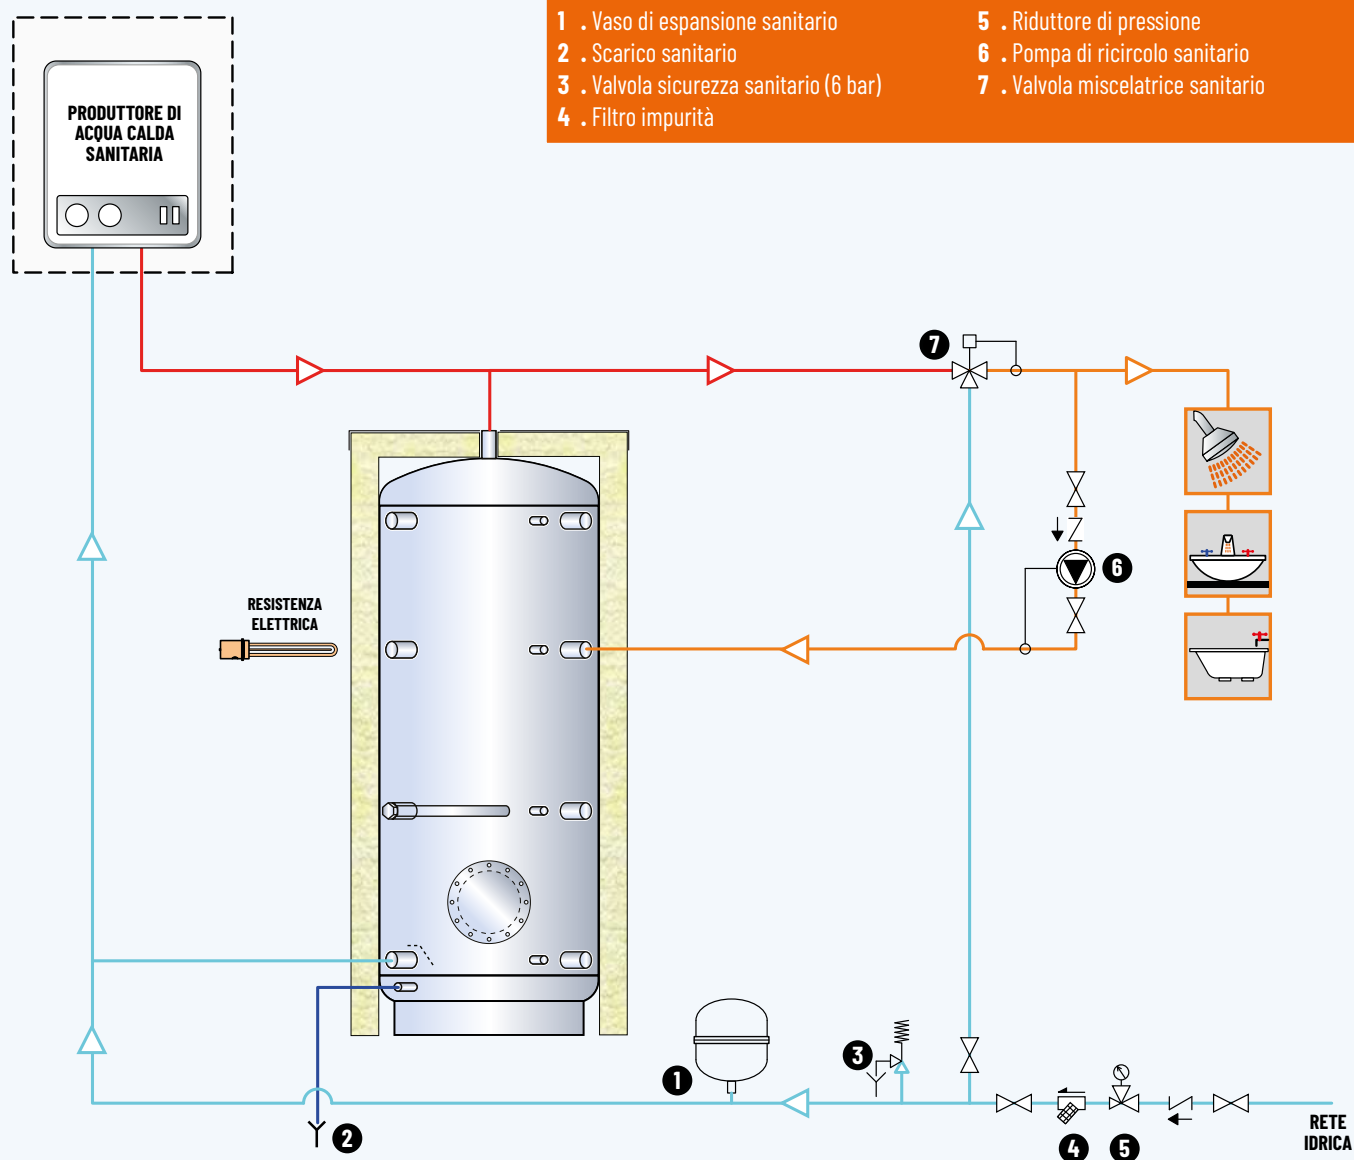 1 . Vaso di espansione sanitario
2 . Scarico sanitario
3 . Valvola sicurezza sanitario (6 bar)
4 . Filtro impurità
5 . Riduttore di pressione
6 . Pompa di ricircolo sanitario
7 . Valvola miscelatrice sanitario
PRODUTTORE DI
ACQUA CALDA
SANITARIA
7
6
RESISTENZA
ELETTRICA
3
1
2
4
5
RETE
IDRICA